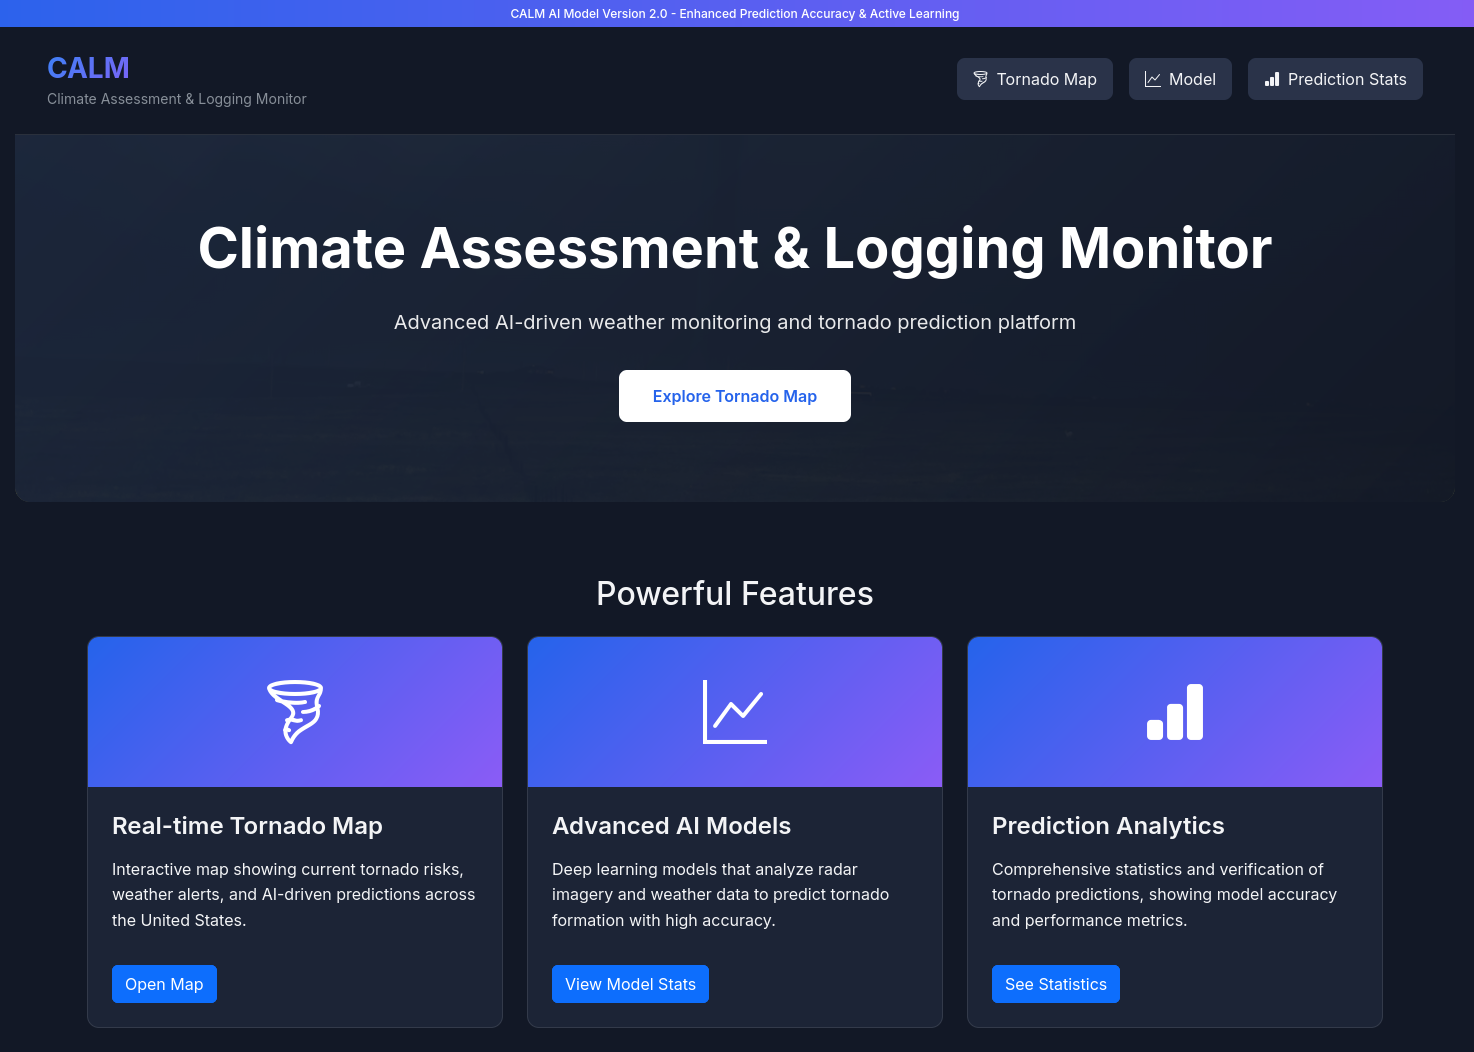 CALM AI Model Version 2.0 - Enhanced Prediction Accuracy & Active Learning
CALM
Climate Assessment & Logging Monitor
Tornado Map
Model
Prediction Stats
Climate Assessment & Logging Monitor
Advanced AI-driven weather monitoring and tornado prediction platform
Explore Tornado Map
Powerful Features
Real-time Tornado Map
Interactive map showing current tornado risks,
weather alerts, and AI-driven predictions across
the United States.
Open Map
Advanced AI Models
Deep learning models that analyze radar
imagery and weather data to predict tornado
formation with high accuracy.
View Model Stats
Prediction Analytics
Comprehensive statistics and verification of
tornado predictions, showing model accuracy
and performance metrics.
See Statistics